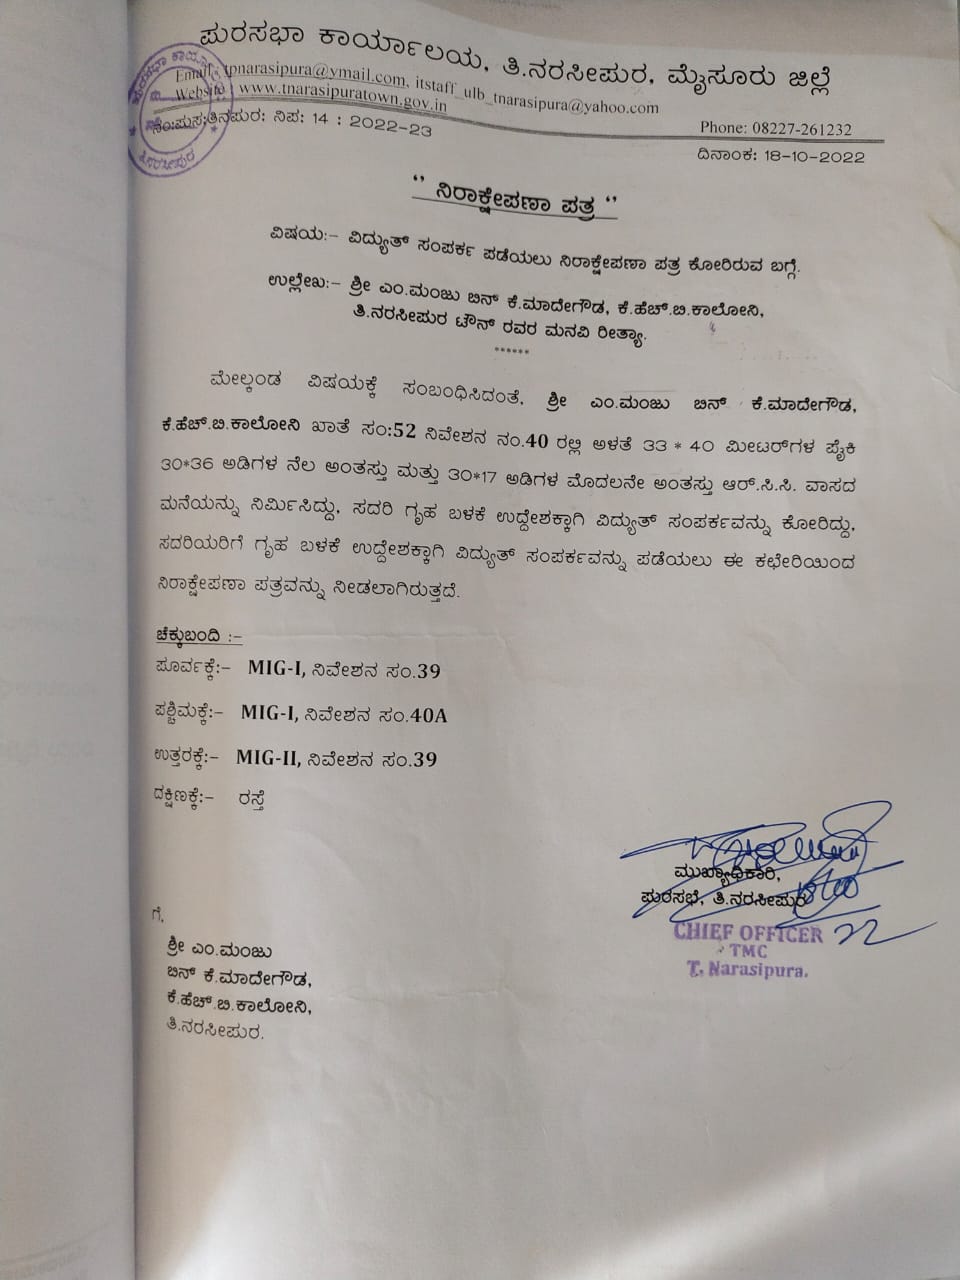 ಪುರಸಭಾ ಕಾರ್ಯಾಲಯ, ತಿ.ನರಸೀಪುರ, ಮೈಸೂರು ಜಿಲ್ಲೆ
Email: tpnarasipura@ymail.com, itstaff_ulb_tnarasipura@yahoo.com
Website: www.tnarasipuratown.gov.in
Phone: 08227-261232
ನಿಪ: 14 : 2022-23
ದಿನಾಂಕ: 18-10-2022
'' ನಿರಾಕ್ಷೇಪಣಾ ಪತ್ರ ''
ವಿಷಯ:- ವಿದ್ಯುತ್ ಸಂಪರ್ಕ ಪಡೆಯಲು ನಿರಾಕ್ಷೇಪಣಾ ಪತ್ರ ಕೋರಿರುವ ಬಗ್ಗೆ.
ಉಲ್ಲೇಖ:- ಶ್ರೀ ಎಂ.ಮಂಜು ಬಿನ್ ಕೆ.ಮಾದೇಗೌಡ, ಕೆ.ಹೆಚ್.ಬಿ.ಕಾಲೋನಿ,
ತಿ.ನರಸೀಪುರ ಟೌನ್ ರವರ ಮನವಿ ರೀತ್ಯಾ.
******
ಮೇಲ್ಕಂಡ ವಿಷಯಕ್ಕೆ ಸಂಬಂಧಿಸಿದಂತೆ, ಶ್ರೀ ಎಂ.ಮಂಜು ಬಿನ್ ಕೆ.ಮಾದೇಗೌಡ,
ಕೆ.ಹೆಚ್.ಬಿ.ಕಾಲೋನಿ ಖಾತೆ ಸಂ:52 ನಿವೇಶನ ನಂ.40 ರಲ್ಲಿ ಅಳತೆ 33 * 40 ಮೀಟರ್‌ಗಳ ಪೈಕಿ
30*36 ಅಡಿಗಳ ನೆಲ ಅಂತಸ್ತು ಮತ್ತು 30*17 ಅಡಿಗಳ ಮೊದಲನೇ ಅಂತಸ್ತು ಆರ್.ಸಿ.ಸಿ. ವಾಸದ
ಮನೆಯನ್ನು ನಿರ್ಮಿಸಿದ್ದು, ಸದರಿ ಗೃಹ ಬಳಕೆ ಉದ್ದೇಶಕ್ಕಾಗಿ ವಿದ್ಯುತ್ ಸಂಪರ್ಕವನ್ನು ಕೋರಿದ್ದು,
ಸದರಿಯರಿಗೆ ಗೃಹ ಬಳಕೆ ಉದ್ದೇಶಕ್ಕಾಗಿ ವಿದ್ಯುತ್ ಸಂಪರ್ಕವನ್ನು ಪಡೆಯಲು ಈ ಕಛೇರಿಯಿಂದ
ನಿರಾಕ್ಷೇಪಣಾ ಪತ್ರವನ್ನು ನೀಡಲಾಗಿರುತ್ತದೆ.
ಚೆಕ್ಕುಬಂದಿ :-
ಪೂರ್ವಕ್ಕೆ:- MIG-I, ನಿವೇಶನ ಸಂ.39
ಪಶ್ಚಿಮಕ್ಕೆ:- MIG-I, ನಿವೇಶನ ಸಂ.40A
ಉತ್ತರಕ್ಕೆ:- MIG-II, ನಿವೇಶನ ಸಂ.39
ದಕ್ಷಿಣಕ್ಕೆ:- ರಸ್ತೆ
ಮುಖ್ಯಾಧಿಕಾರಿ,
ಪುರಸಭೆ, ತಿ.ನರಸೀಪುರ
CHIEF OFFICER
TMC
T. Narasipura.
ಗೆ,
ಶ್ರೀ ಎಂ.ಮಂಜು
ಬಿನ್ ಕೆ.ಮಾದೇಗೌಡ,
ಕೆ.ಹೆಚ್.ಬಿ.ಕಾಲೋನಿ,
ತಿ.ನರಸೀಪುರ.